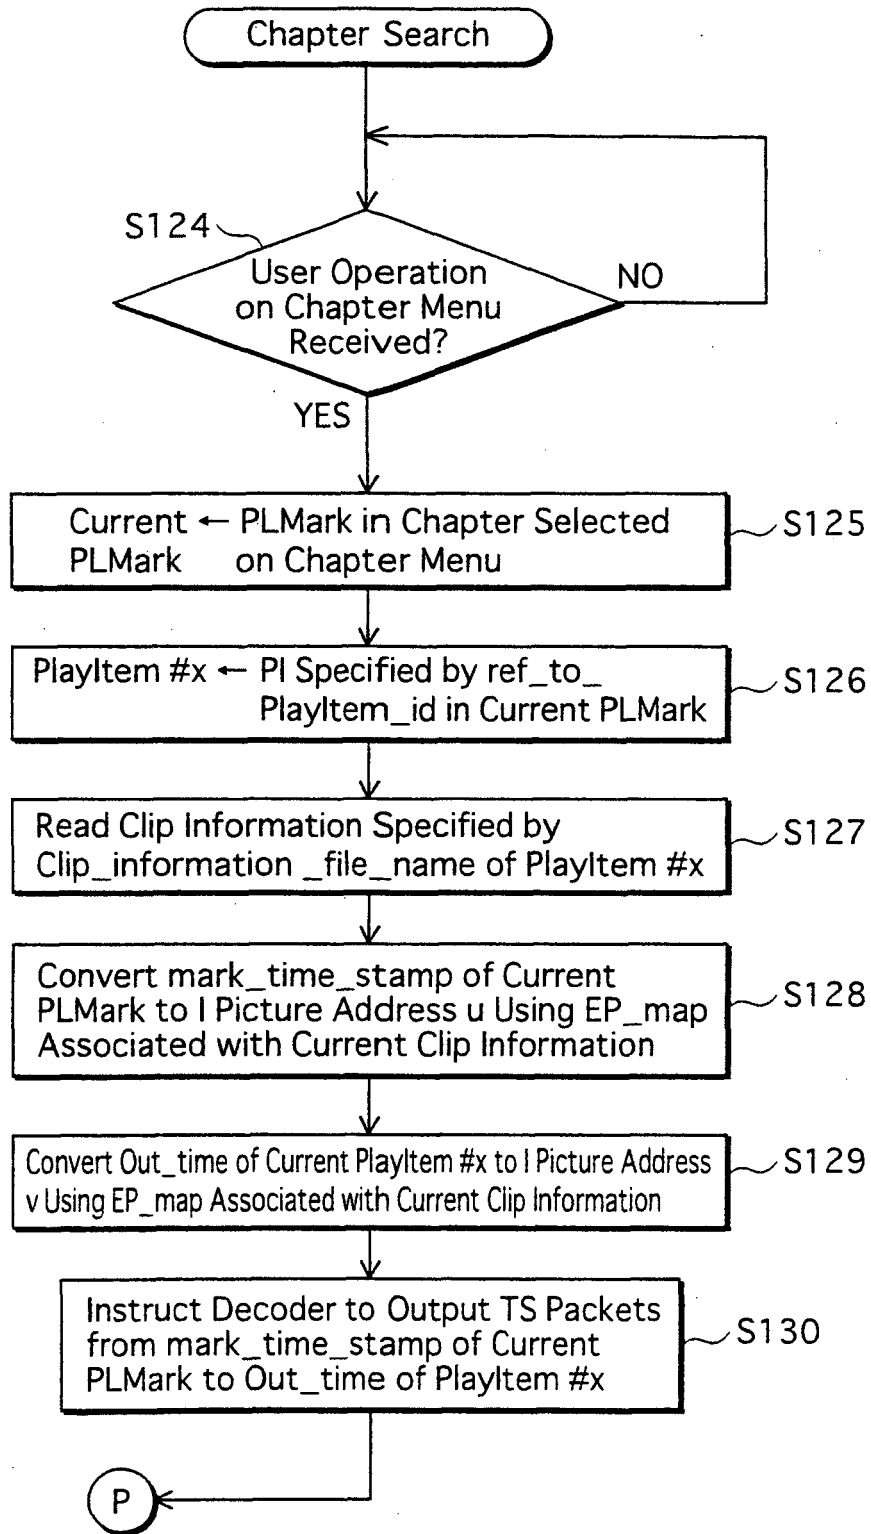 Chapter Search
S124
User Operation
on Chapter Menu
Received?
NO
YES
Current ← PLMark in Chapter Selected
PLMark on Chapter Menu
S125
PlayItem #x ← PI Specified by ref_to_
PlayItem_id in Current PLMark
S126
Read Clip Information Specified by
Clip_information _file_name of PlayItem #x
S127
Convert mark_time_stamp of Current
PLMark to I Picture Address u Using EP_map
Associated with Current Clip Information
S128
Convert Out_time of Current PlayItem #x to I Picture Address
v Using EP_map Associated with Current Clip Information
S129
Instruct Decoder to Output TS Packets
from mark_time_stamp of Current
PLMark to Out_time of PlayItem #x
S130
P